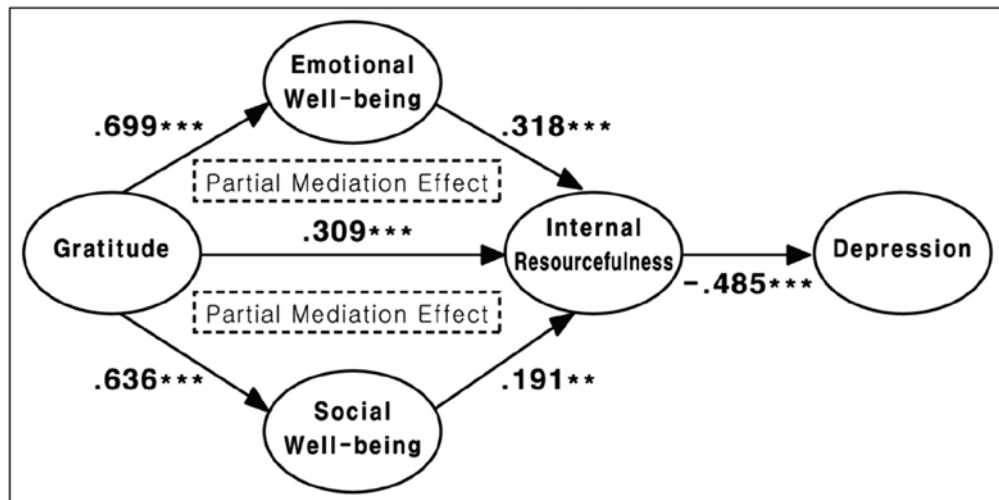 Emotional
Well-being
.699***
.318***
Partial Mediation Effect
Gratitude
.309***
Internal
Resourcefulness
Depression
-.485***
Partial Mediation Effect
.636***
.191**
Social
Well-being